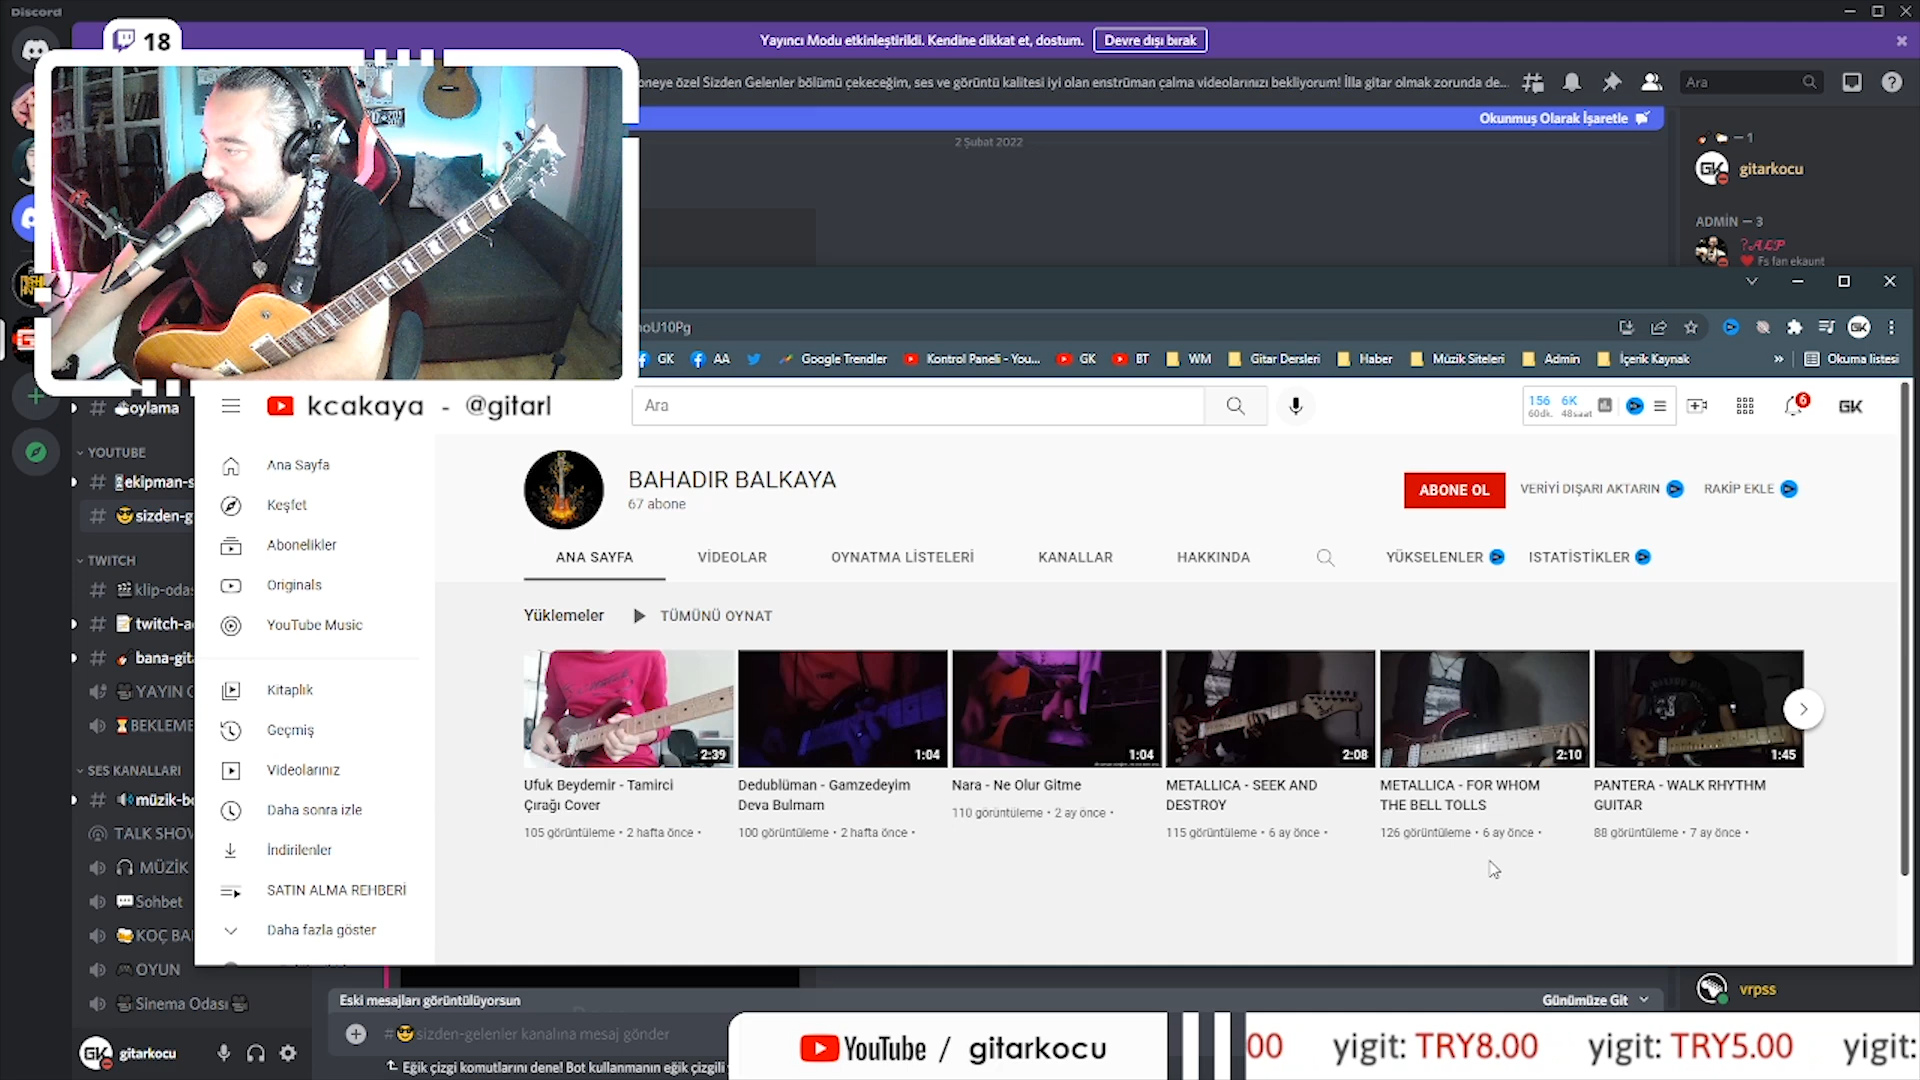 Discord
18
Yayıncı Modu etkinleştirildi. Kendine dikkat et, dostum.
Devre dışı bırak
oneye özel Sizden Gelenler bölümü çekeceğim, ses ve görüntü kalitesi iyi olan enstrüman çalma videolarınızı bekliyorum! İlla gitar olmak zorunda de...
Ara
Okunmuş Olarak İşaretle
2 Şubat 2022
— 1
gitarkocu
ADMİN — 3
?ALP
Fs fan ekaunt
noU10Pg
GK
AA
Google Trendler
Kontrol Paneli - You...
GK
BT
WM
Gitar Dersleri
Haber
Müzik Siteleri
Admin
İçerik Kaynak
»
Okuma listesi
oylama
YOUTUBE
ekipman-s
sizden-g
TWITCH
klip-odas
twitch-a
bana-gita
YAYIN
BEKLEME
SES KANALLARI
müzik-b
TALK SHOW
MÜZİK
Sohbet
KOÇ BA
OYUN
Sinema Odası
gitarkocu
kcakaya - @gitarl
Ara
156
60dk.
6K
48saat
6
GK
Ana Sayfa
Keşfet
Abonelikler
Originals
YouTube Music
Kitaplık
Geçmiş
Videolarınız
Daha sonra izle
İndirilenler
SATIN ALMA REHBERİ
Daha fazla göster
BAHADIR BALKAYA
67 abone
ABONE OL
VERİYİ DIŞARI AKTARIN
RAKİP EKLE
ANA SAYFA
VİDEOLAR
OYNATMA LİSTELERİ
KANALLAR
HAKKINDA
YÜKSELENLER
ISTATİSTİKLER
Yüklemeler
TÜMÜNÜ OYNAT
2:39
1:04
1:04
2:08
2:10
1:45
Ufuk Beydemir - Tamirci
Çırağı Cover
105 görüntüleme • 2 hafta önce •
Dedublüman - Gamzedeyim
Deva Bulmam
100 görüntüleme • 2 hafta önce •
Nara - Ne Olur Gitme
110 görüntüleme • 2 ay önce •
METALLICA - SEEK AND
DESTROY
115 görüntüleme • 6 ay önce •
METALLICA - FOR WHOM
THE BELL TOLLS
126 görüntüleme • 6 ay önce •
PANTERA - WALK RHYTHM
GUITAR
88 görüntüleme • 7 ay önce •
Eski mesajları görüntülüyorsun
Günümüze Git
sizden-gelenler kanalına mesaj gönder
Eğik çizgi komutlarını dene! Bot kullanmanın eğik çizgili
vrpss
YouTube / gitarkocu
00 yigit: TRY8.00 yigit: TRY5.00 yigit: